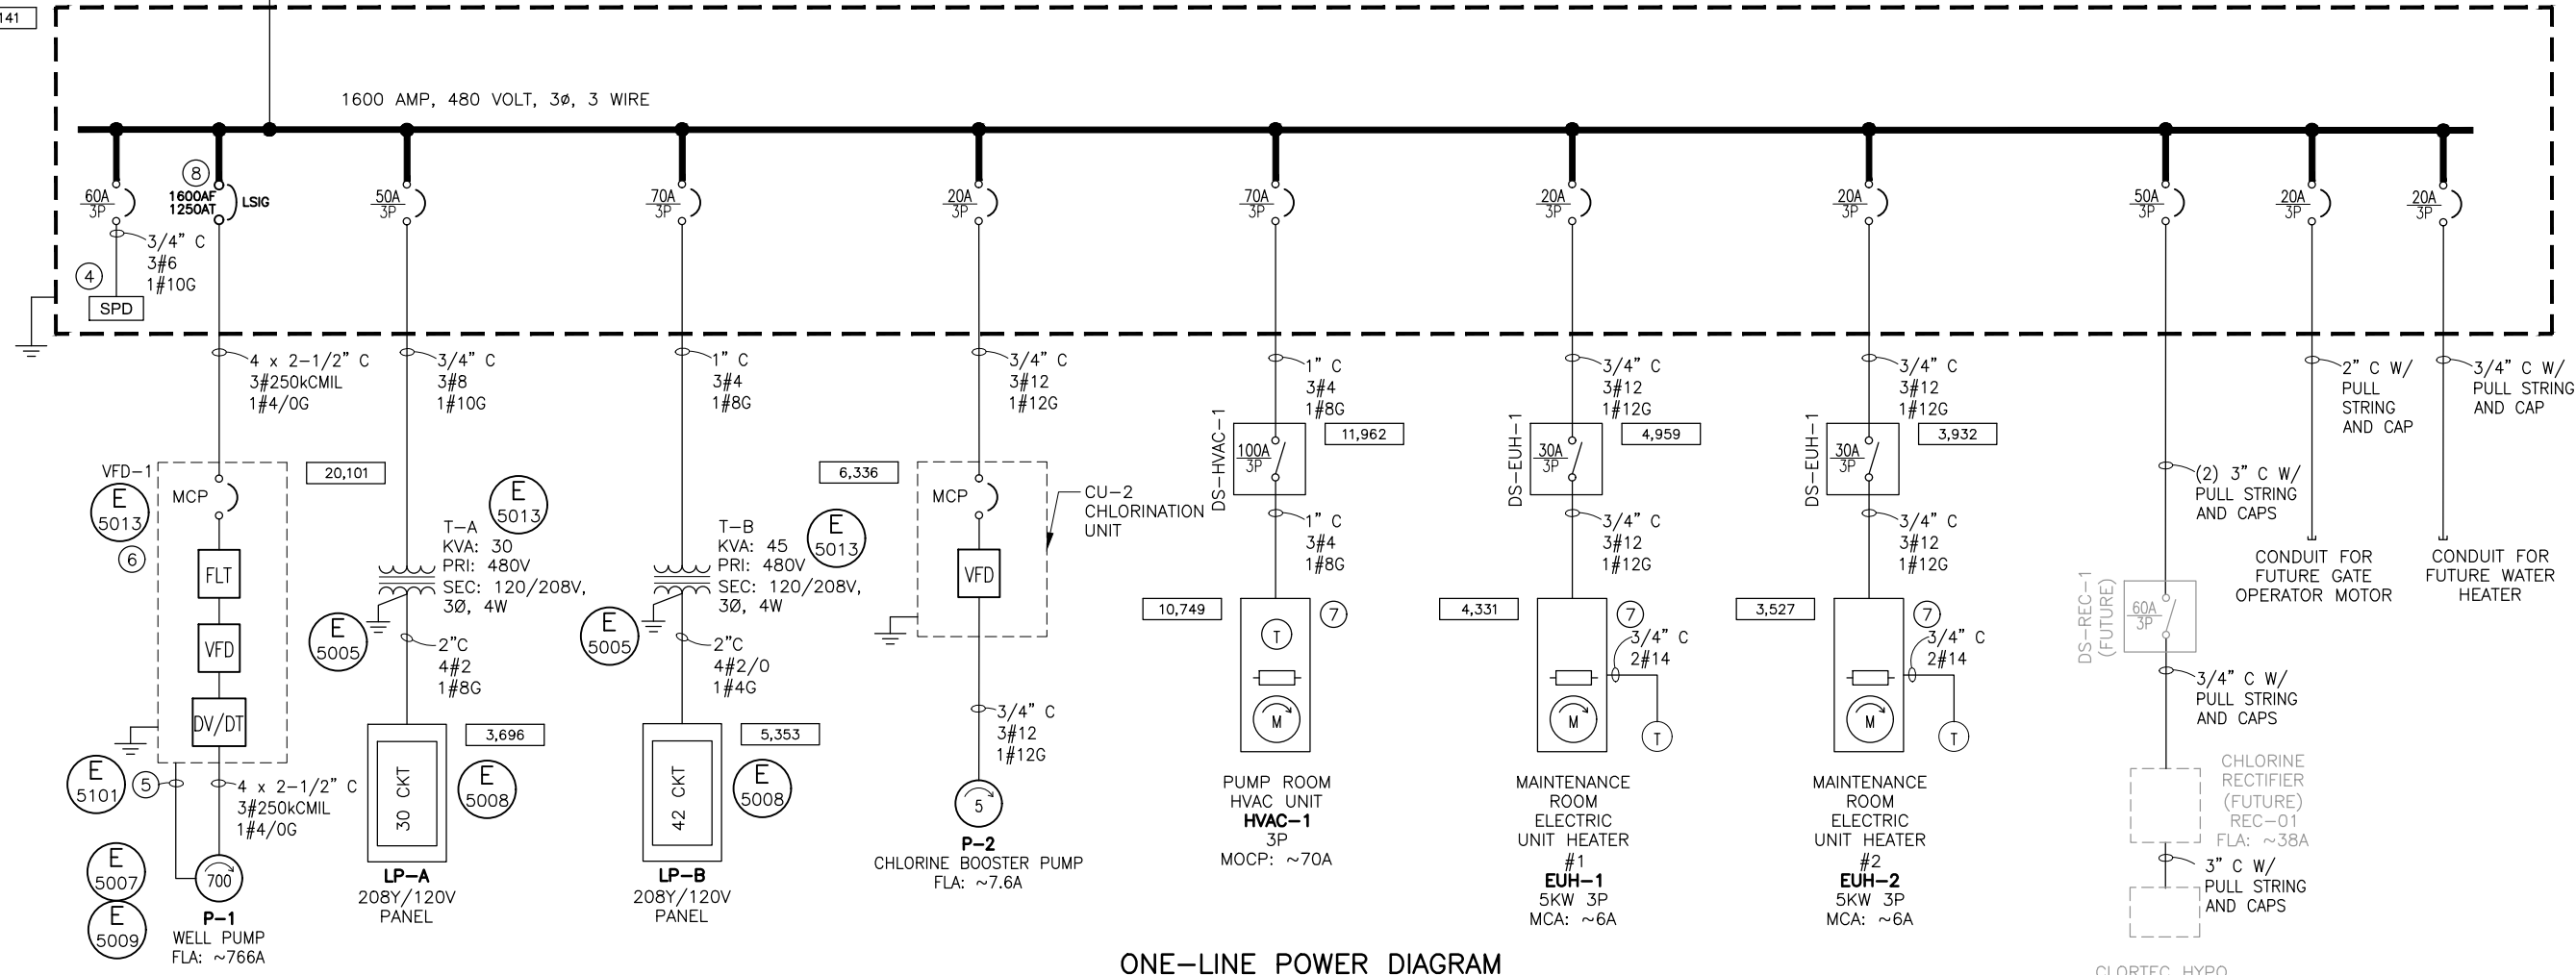 141
1600 AMP, 480 VOLT, 3ø, 3 WIRE
60A
3P
3/4" C
3#6
1#10G
4
SPD
8
1600AF
1250AT
LSIG
50A
3P
70A
3P
20A
3P
70A
3P
20A
3P
20A
3P
50A
3P
20A
3P
20A
3P
4 x 2-1/2" C
3#250kCMIL
1#4/0G
VFD-1
E
5013
6
MCP
FLT
VFD
DV/DT
20,101
E
5101
5
4 x 2-1/2" C
3#250kCMIL
1#4/0G
E
5007
E
5009
700
P-1
WELL PUMP
FLA: ~766A
3/4" C
3#8
1#10G
E
5013
T-A
KVA: 30
PRI: 480V
SEC: 120/208V,
3Ø, 4W
E
5005
2"C
4#2
1#8G
30 CKT
3,696
E
5008
LP-A
208Y/120V
PANEL
1" C
3#4
1#8G
T-B
KVA: 45
PRI: 480V
SEC: 120/208V,
3Ø, 4W
E
5013
E
5005
2"C
4#2/0
1#4G
42 CKT
5,353
E
5008
LP-B
208Y/120V
PANEL
3/4" C
3#12
1#12G
6,336
MCP
VFD
CU-2
CHLORINATION
UNIT
3/4" C
3#12
1#12G
5
P-2
CHLORINE BOOSTER PUMP
FLA: ~7.6A
1" C
3#4
1#8G
DS-HVAC-1
100A
3P
11,962
1" C
3#4
1#8G
10,749
7
T
M
PUMP ROOM
HVAC UNIT
HVAC-1
3P
MOCP: ~70A
3/4" C
3#12
1#12G
DS-EUH-1
30A
3P
4,959
3/4" C
3#12
1#12G
4,331
7
3/4" C
2#14
M
T
MAINTENANCE
ROOM
ELECTRIC
UNIT HEATER
#1
EUH-1
5KW 3P
MCA: ~6A
3/4" C
3#12
1#12G
DS-EUH-1
30A
3P
3,932
3/4" C
3#12
1#12G
3,527
7
3/4" C
2#14
M
T
MAINTENANCE
ROOM
ELECTRIC
UNIT HEATER
#2
EUH-2
5KW 3P
MCA: ~6A
(2) 3" C W/
PULL STRING
AND CAPS
DS-REC-1
(FUTURE)
60A
3P
3/4" C W/
PULL STRING
AND CAPS
CHLORINE
RECTIFIER
(FUTURE)
REC-01
FLA: ~38A
3" C W/
PULL STRING
AND CAPS
CLORTEC HYPO
2" C W/
PULL
STRING
AND CAP
CONDUIT FOR
FUTURE GATE
OPERATOR MOTOR
3/4" C W/
PULL STRING
AND CAP
CONDUIT FOR
FUTURE WATER
HEATER
ONE-LINE POWER DIAGRAM